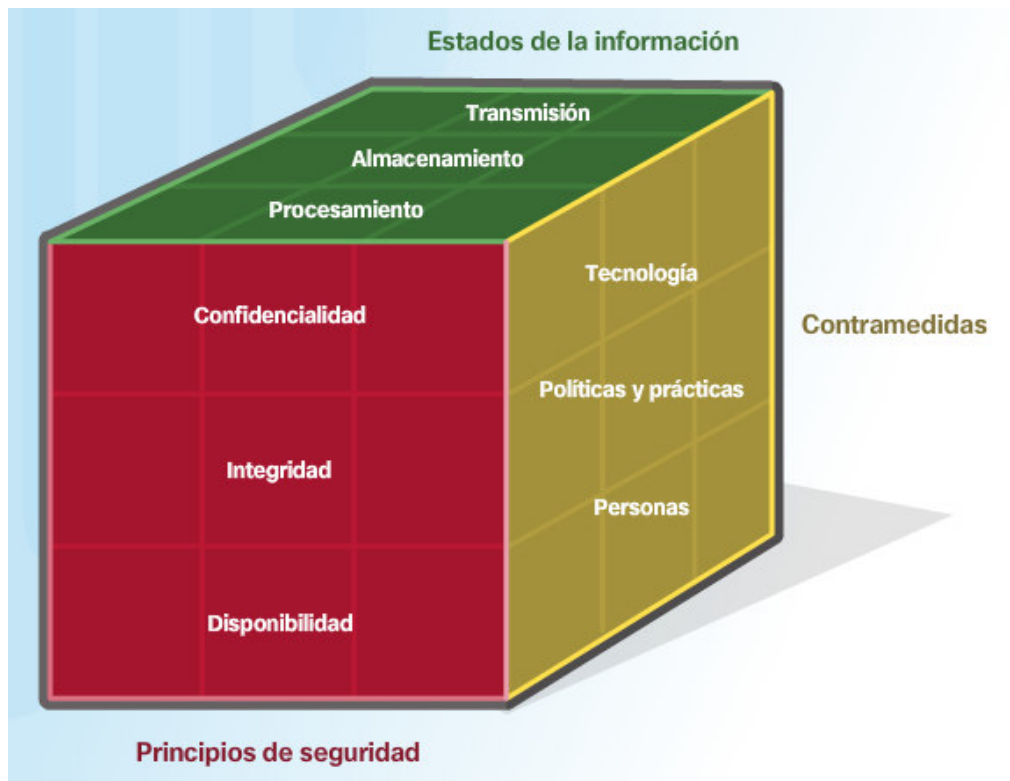 Estados de la información
Transmisión
Almacenamiento
Procesamiento
Confidencialidad
Integridad
Disponibilidad
Tecnología
Políticas y prácticas
Personas
Contramedidas
Principios de seguridad